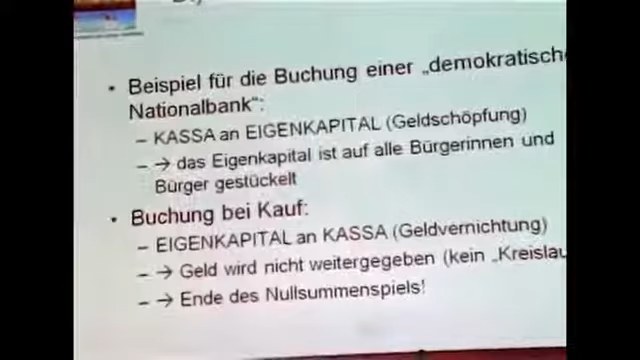 • Beispiel für die Buchung einer „demokratische
Nationalbank“:
– KASSA an EIGENKAPITAL (Geldschöpfung)
– → das Eigenkapital ist auf alle Bürgerinnen und
Bürger gestückelt
• Buchung bei Kauf:
– EIGENKAPITAL an KASSA (Geldvernichtung)
– → Geld wird nicht weitergegeben (kein „Kreislau
– → Ende des Nullsummenspiels!